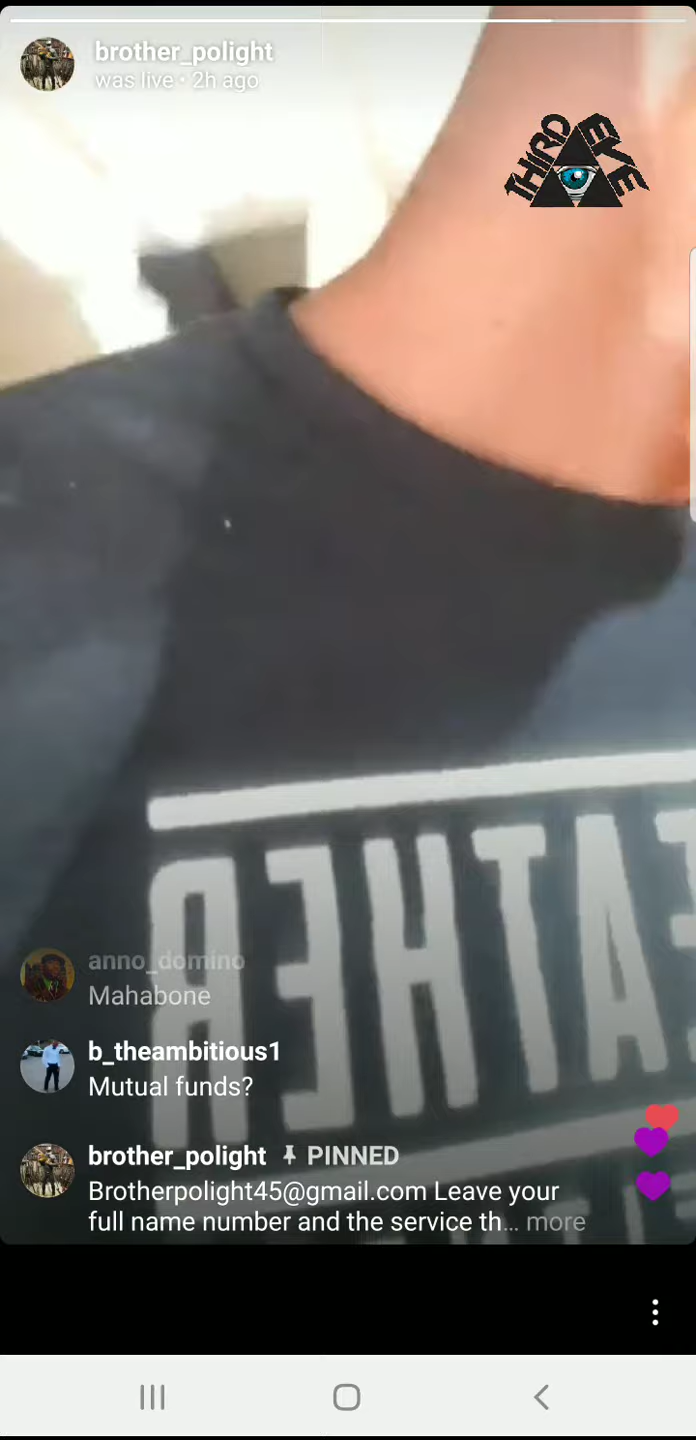 brother_polight
was live • 2h ago
THIRD EYE
ЯƎHTA
anno_domino
Mahabone
b_theambitious1
Mutual funds?
brother_polight PINNED
Brotherpolight45@gmail.com Leave your
full name number and the service th... more